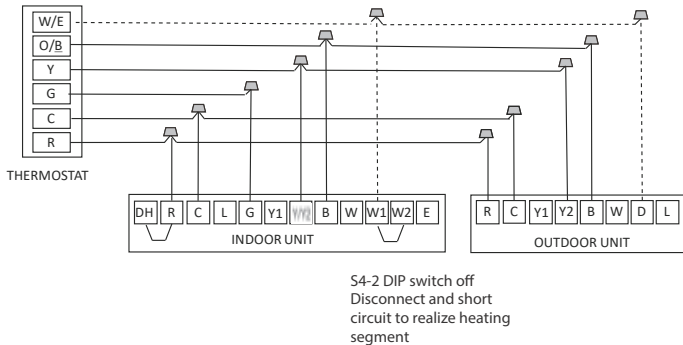 W/E
O/B
Y
G
C
R
THERMOSTAT
DH R C L G Y1 Y/Y2 B W W1 W2 E
INDOOR UNIT
R C Y1 Y2 B W D L
OUTDOOR UNIT
S4-2 DIP switch off
Disconnect and short
circuit to realize heating
segment